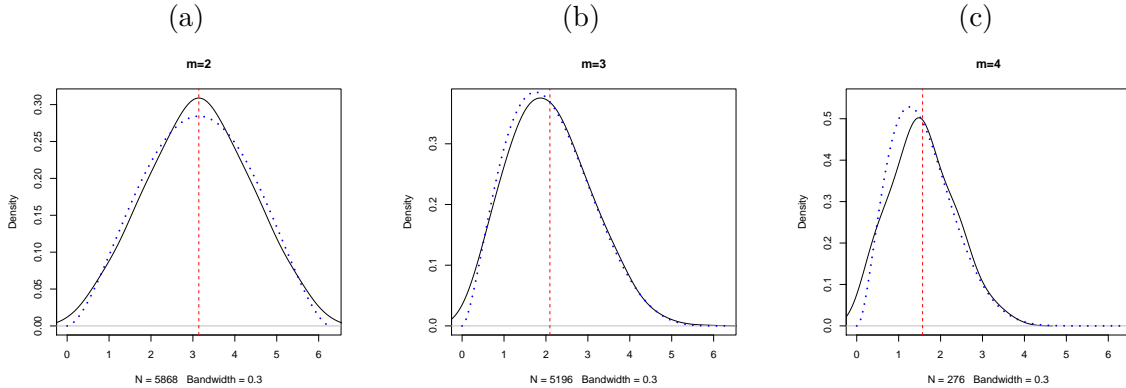 (a)
m=2
Density
0.00 0.05 0.10 0.15 0.20 0.25 0.30
0 1 2 3 4 5 6
N = 5868 Bandwidth = 0.3
(b)
m=3
Density
0.0 0.1 0.2 0.3
0 1 2 3 4 5 6
N = 5196 Bandwidth = 0.3
(c)
m=4
Density
0.0 0.1 0.2 0.3 0.4 0.5
0 1 2 3 4 5 6
N = 276 Bandwidth = 0.3